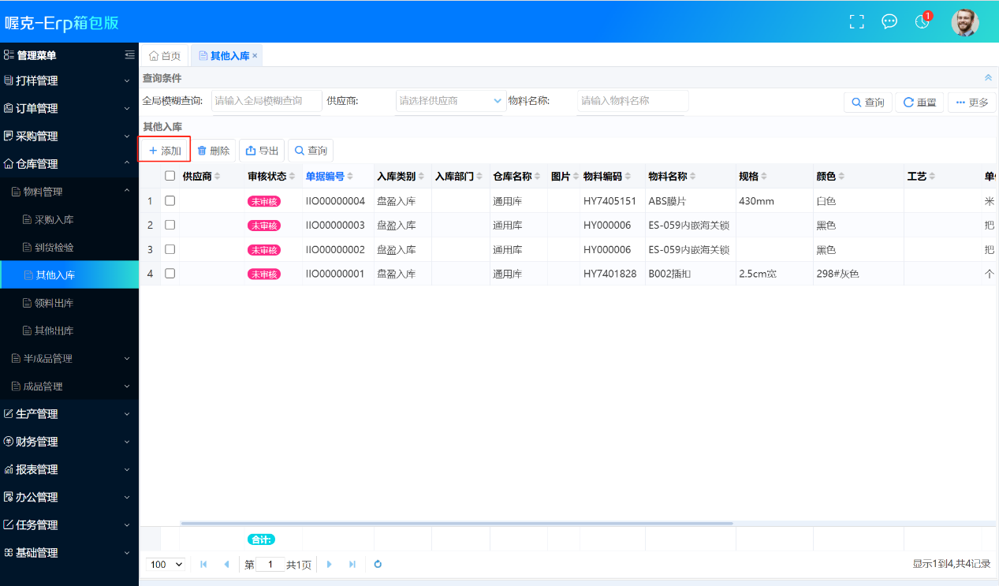 喔克-Erp箱包版
1
管理菜单
打样管理
订单管理
采购管理
仓库管理
物料管理
采购入库
到货检验
其他入库
领料出库
其他出库
半成品管理
成品管理
生产管理
财务管理
报表管理
办公管理
任务管理
基础管理
首页 其他入库 ×
查询条件
全局模糊查询: 请输入全局模糊查询 供应商: 请选择供应商 物料名称: 请输入物料名称 查询 重置 更多
其他入库
添加 删除 导出 查询
供应商 审核状态 单据编号 入库类别 入库部门 仓库名称 图片 物料编码 物料名称 规格 颜色 工艺
1 未审核 IIO00000004 盘盈入库 通用库 HY7405151 ABS膜片 430mm 白色 米
2 未审核 IIO00000003 盘盈入库 通用库 HY000006 ES-059内嵌海关锁 黑色 把
3 未审核 IIO00000002 盘盈入库 通用库 HY000006 ES-059内嵌海关锁 黑色 把
4 未审核 IIO00000001 盘盈入库 通用库 HY7401828 B002插扣 2.5cm宽 298#灰色 个
合计:
100 第 1 共1页 显示1到4,共4记录